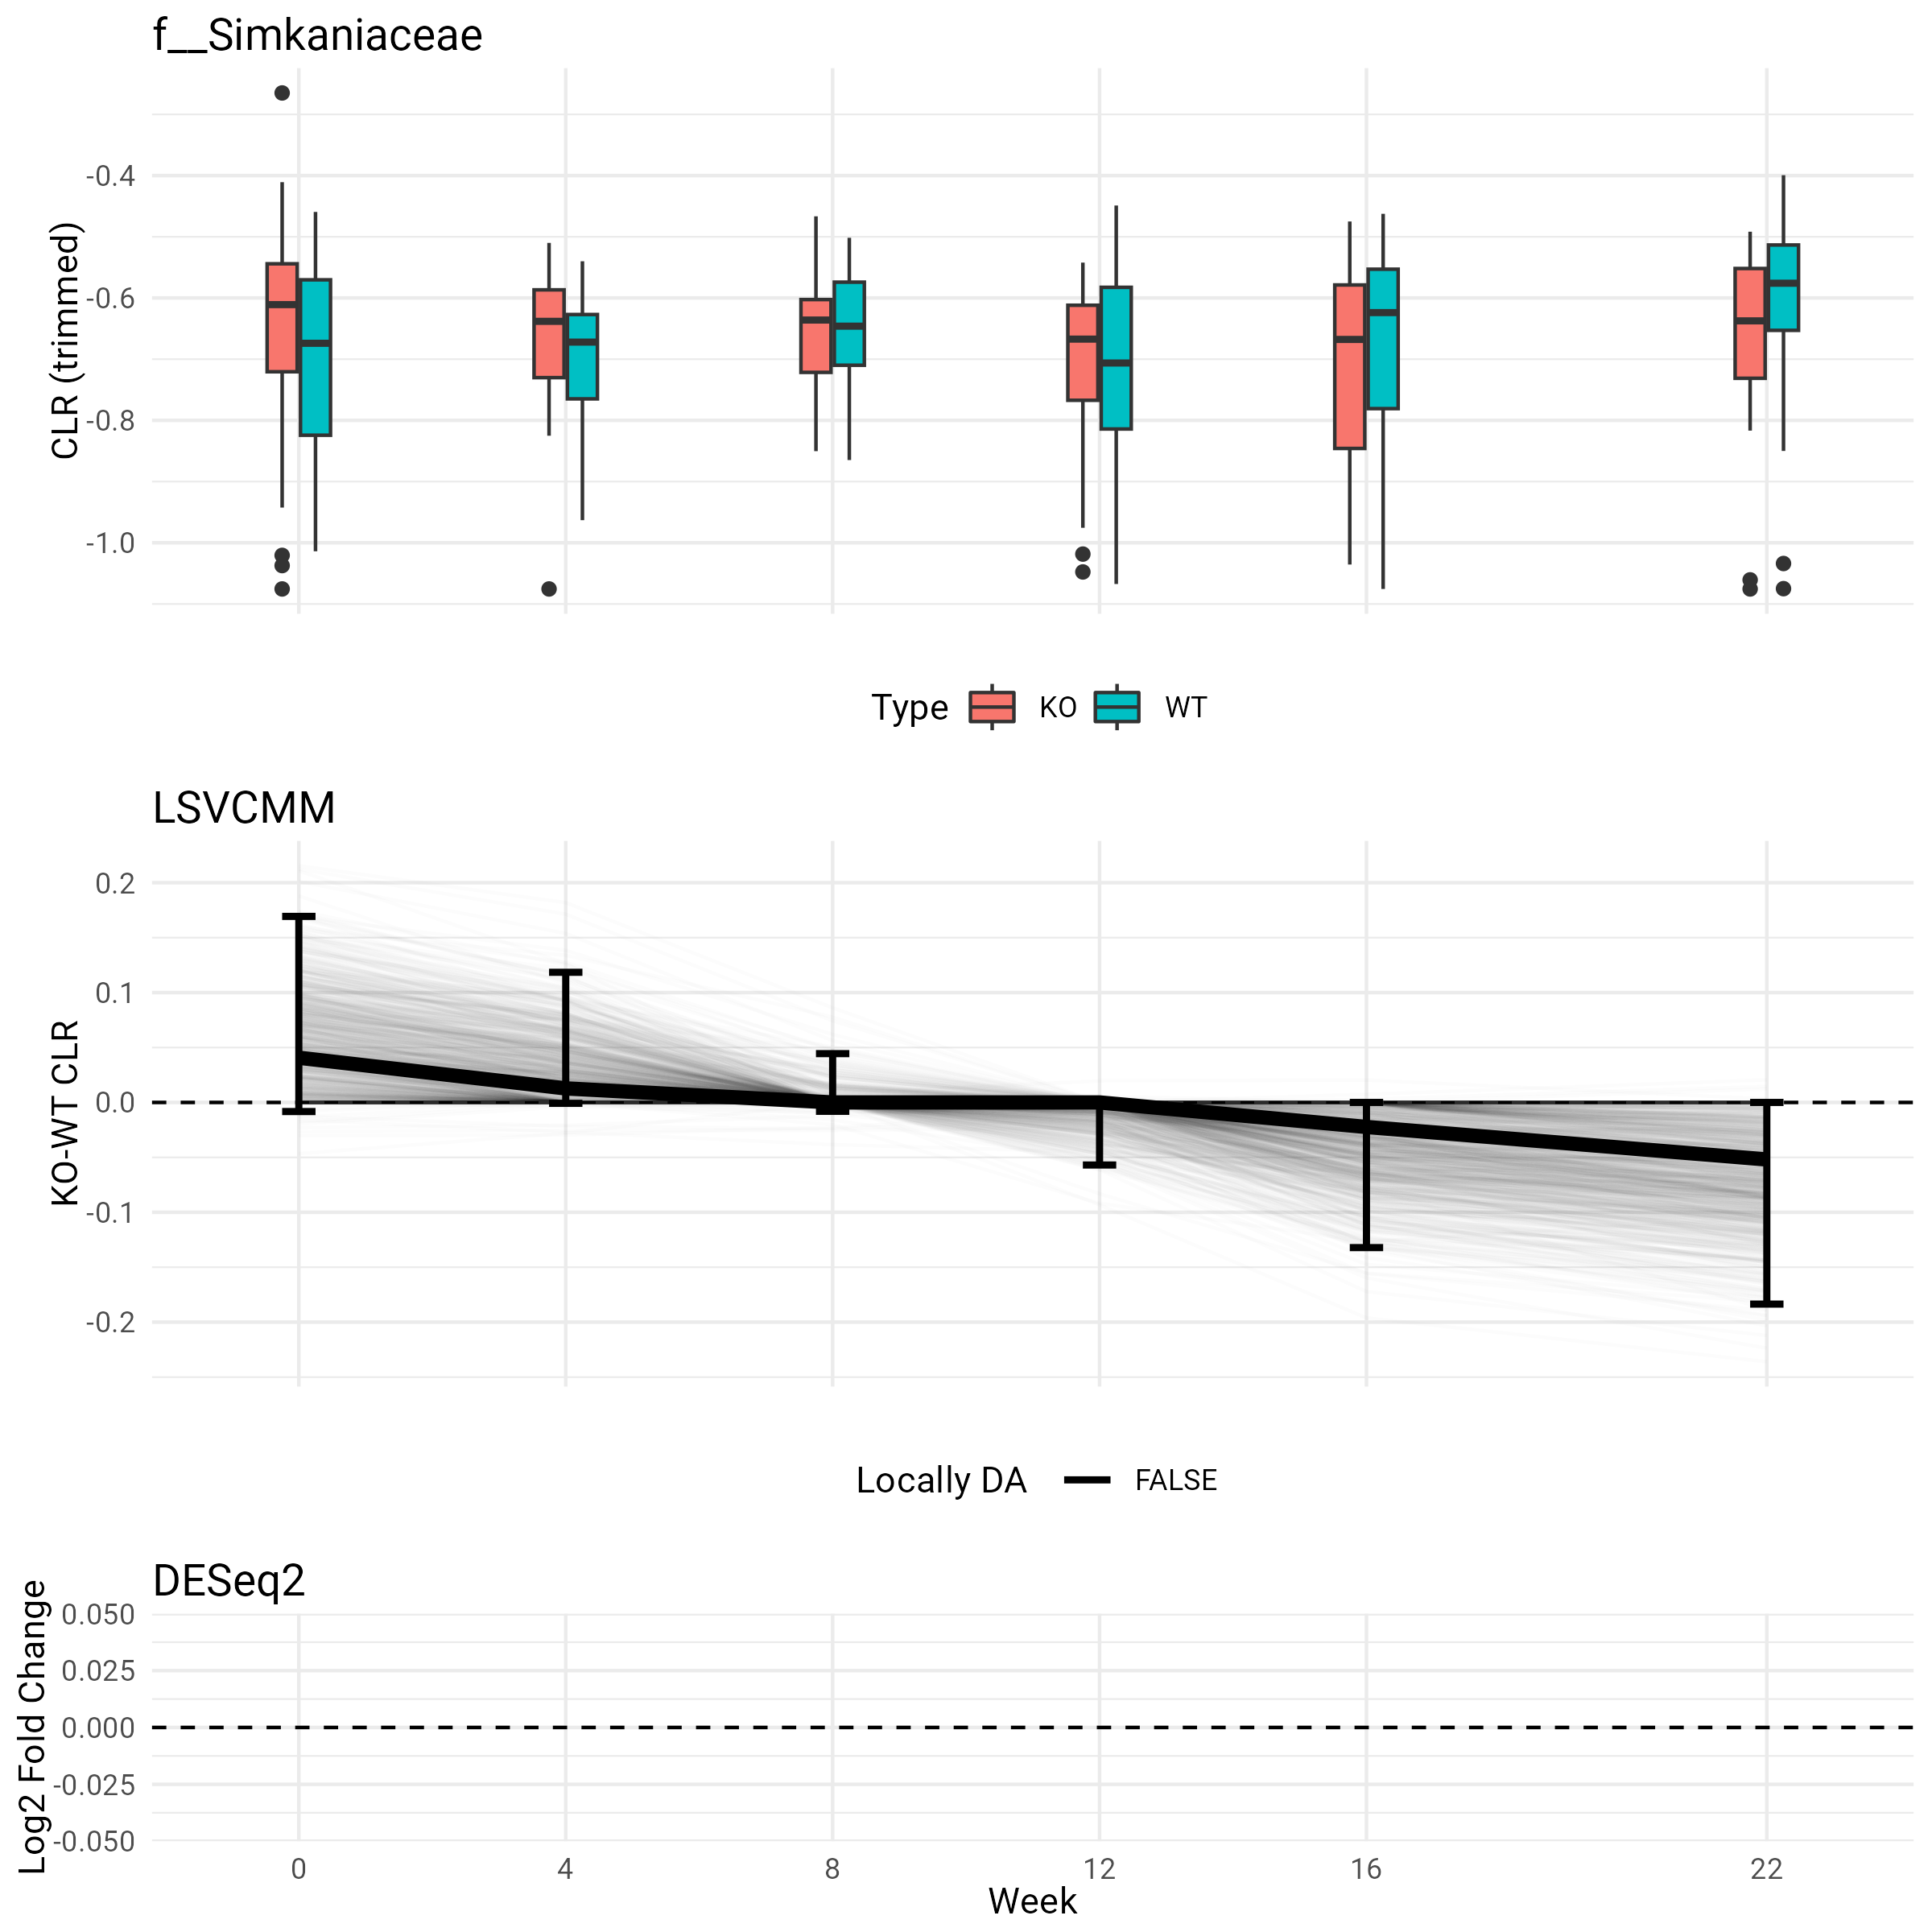 f__Simkaniaceae
CLR (trimmed)
-0.4
-0.6
-0.8
-1.0
Type KO WT
LSVCMM
KO-WT CLR
0.2
0.1
0.0
-0.1
-0.2
Locally DA FALSE
DESeq2
Log2 Fold Change
0.050
0.025
0.000
-0.025
-0.050
0 4 8 12 16 22
Week